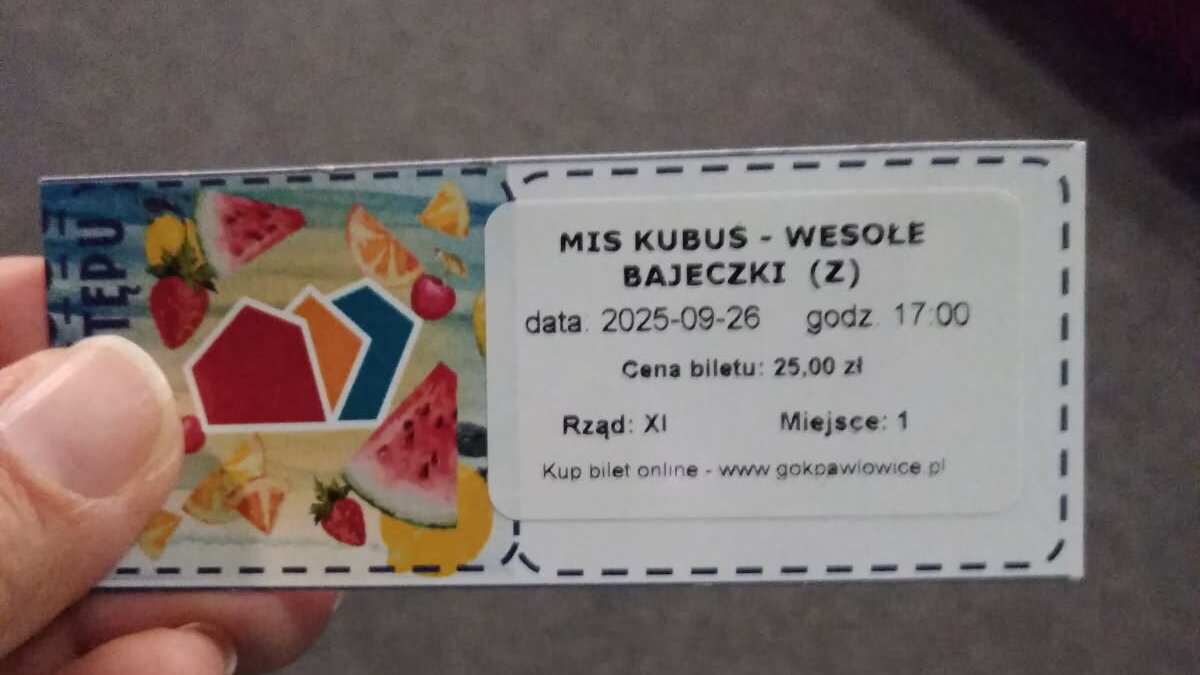 TĘPU
MIS KUBUŚ - WESOŁE
BAJECZKI (Z)
data: 2025-09-26 godz. 17:00
Cena biletu: 25,00 zł
Rząd: XI Miejsce: 1
Kup bilet online - www.gokpawlowice.pl